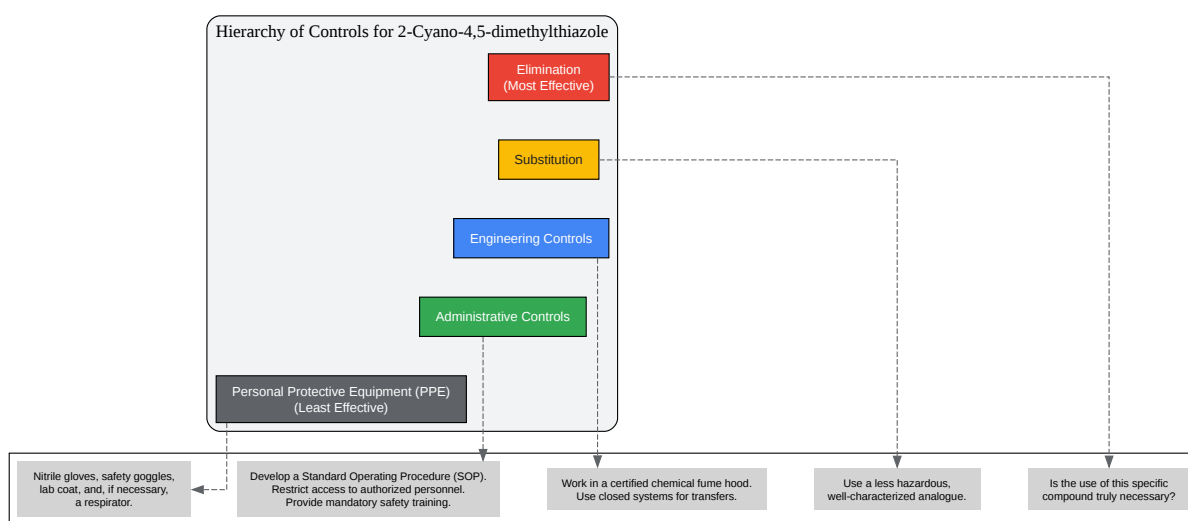 Hierarchy of Controls for 2-Cyano-4,5-dimethylthiazole
Elimination
(Most Effective)
Substitution
Engineering Controls
Administrative Controls
Personal Protective Equipment (PPE)
(Least Effective)
Nitrile gloves, safety goggles,
lab coat, and, if necessary,
a respirator.
Develop a Standard Operating Procedure (SOP).
Restrict access to authorized personnel.
Provide mandatory safety training.
Work in a certified chemical fume hood.
Use closed systems for transfers.
Use a less hazardous,
well-characterized analogue.
Is the use of this specific
compound truly necessary?